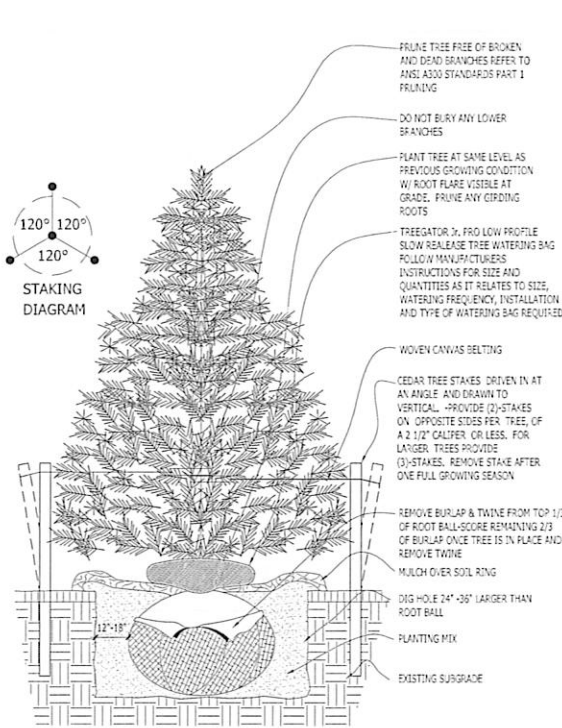 PRUNE TREE FREE OF BROKEN
AND DEAD BRANCHES REFER TO
ANSI A300 STANDARDS PART 1
PRUNING
DO NOT BURY ANY LOWER
BRANCHES
PLANT TREE AT SAME LEVEL AS
PREVIOUS GROWING CONDITION
W/ ROOT FLARE VISIBLE AT
GRADE. PRUNE ANY GIRDING
ROOTS
TREEGATOR Jr. PRO LOW PROFILE
SLOW REALEASE TREE WATERING BAG
FOLLOW MANUFACTURERS
INSTRUCTIONS FOR SIZE AND
QUANTITIES AS IT RELATES TO SIZE,
WATERING FREQUENCY, INSTALLATION
AND TYPE OF WATERING BAG REQUIRED
120° 120°
120°
STAKING
DIAGRAM
WOVEN CANVAS BELTING
CEDAR TREE STAKES DRIVEN IN AT
AN ANGLE AND DRAWN TO
VERTICAL. -PROVIDE (2)-STAKES
ON OPPOSITE SIDES PER TREE, OF
A 2 1/2" CALIPER OR LESS. FOR
LARGER TREES PROVIDE
(3)-STAKES. REMOVE STAKE AFTER
ONE FULL GROWING SEASON
REMOVE BURLAP & TWINE FROM TOP 1/3
OF ROOT BALL-SCORE REMAINING 2/3
OF BURLAP ONCE TREE IS IN PLACE AND
REMOVE TWINE
MULCH OVER SOIL RING
DIG HOLE 24" -36" LARGER THAN
ROOT BALL
12"-18"
PLANTING MIX
EXISTING SUBGRADE